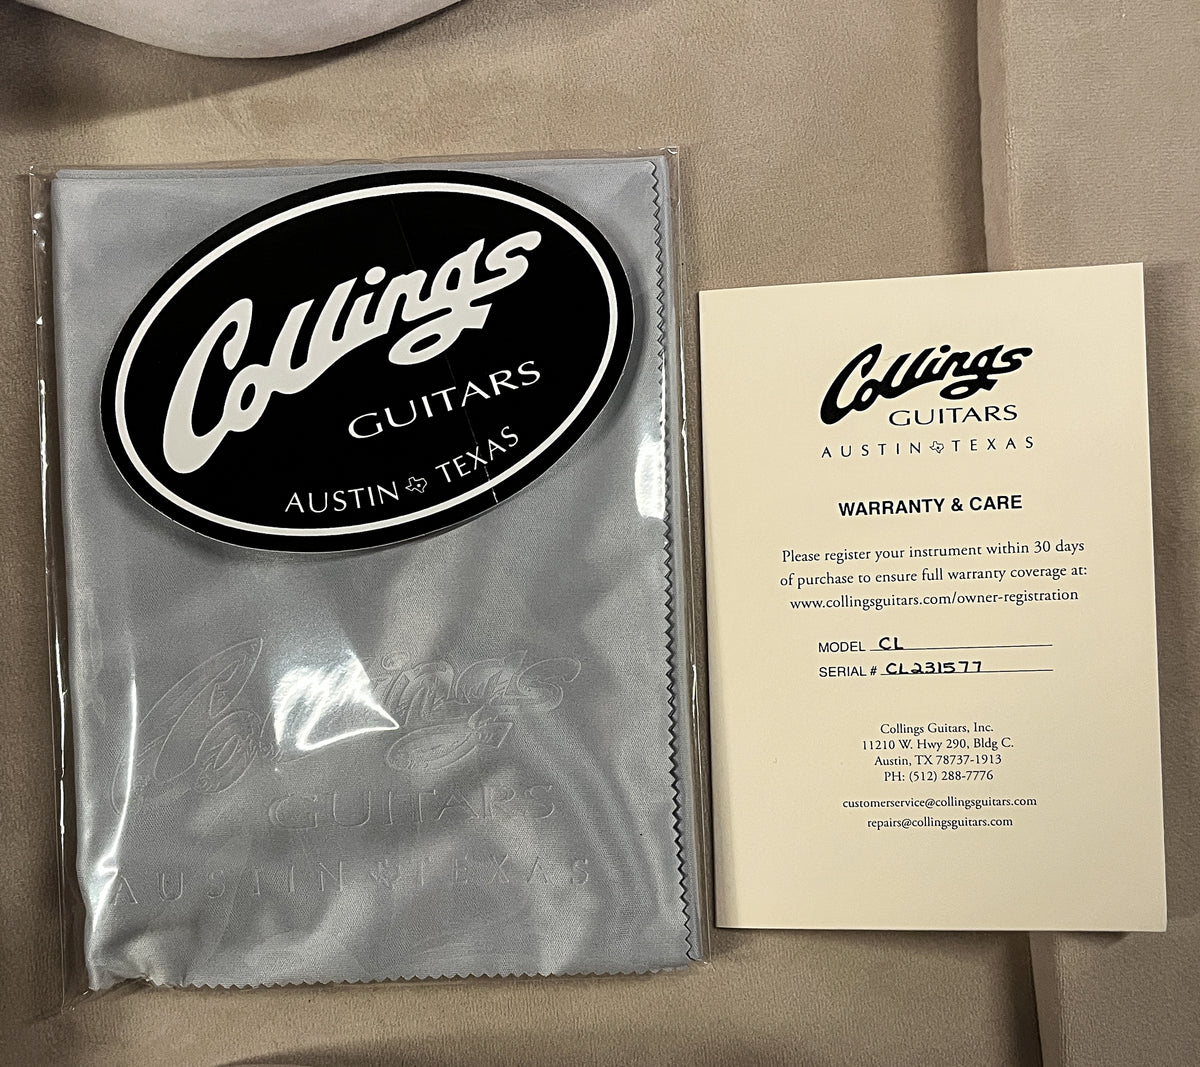 Collings
GUITARS
AUSTIN TEXAS
Collings
GUITARS
AUSTIN TEXAS
Collings
GUITARS
AUSTIN TEXAS
WARRANTY & CARE
Please register your instrument within 30 days
of purchase to ensure full warranty coverage at:
www.collingsguitars.com/owner-registration
MODEL CL
SERIAL # CL231577
Collings Guitars, Inc.
11210 W. Hwy 290, Bldg C.
Austin, TX 78737-1913
PH: (512) 288-7776
customerservice@collingsguitars.com
repairs@collingsguitars.com